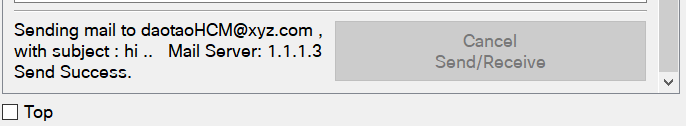 Sending mail to daotaoHCM@xyz.com ,
with subject : hi ..   Mail Server: 1.1.1.3
Send Success.
Cancel
Send/Receive
Top